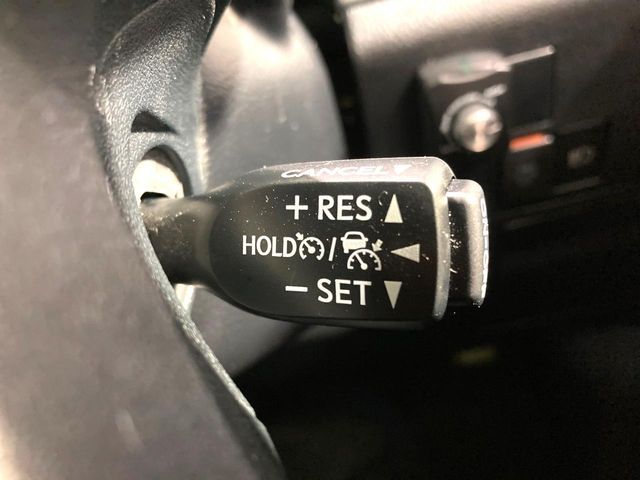 CANCEL
+ RES
HOLD /
− SET